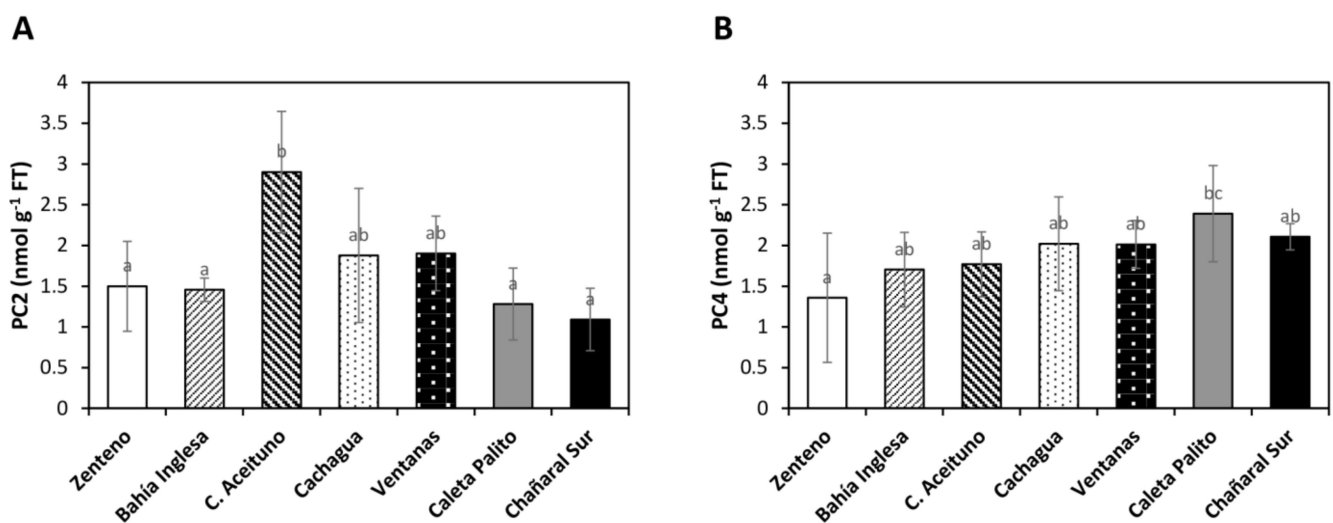 A
PC2 (nmol g⁻¹ FT)
4
3.5
3
2.5
2
1.5
1
0.5
0
a
a
b
ab
ab
a
a
Zenteno
Bahía Inglesa
C. Aceituno
Cachagua
Ventanas
Caleta Palito
Chañaral Sur
B
PC4 (nmol g⁻¹ FT)
4
3.5
3
2.5
2
1.5
1
0.5
0
a
ab
ab
ab
ab
bc
ab
Zenteno
Bahía Inglesa
C. Aceituno
Cachagua
Ventanas
Caleta Palito
Chañaral Sur